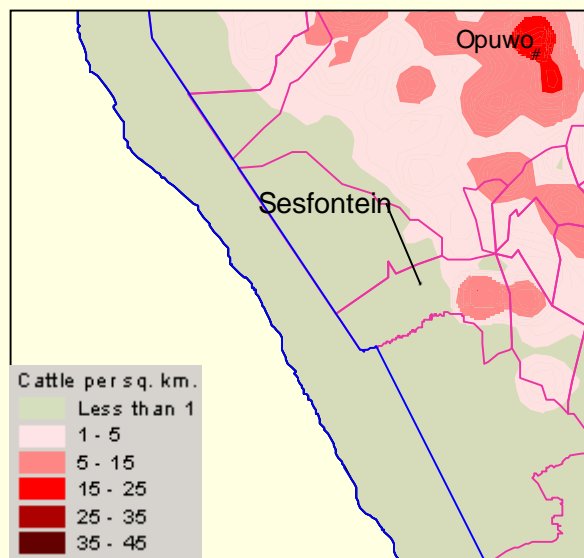 Opuwo
#
Sesfontein
Cattle per sq. km.
Less than 1
1 - 5
5 - 15
15 - 25
25 - 35
35 - 45